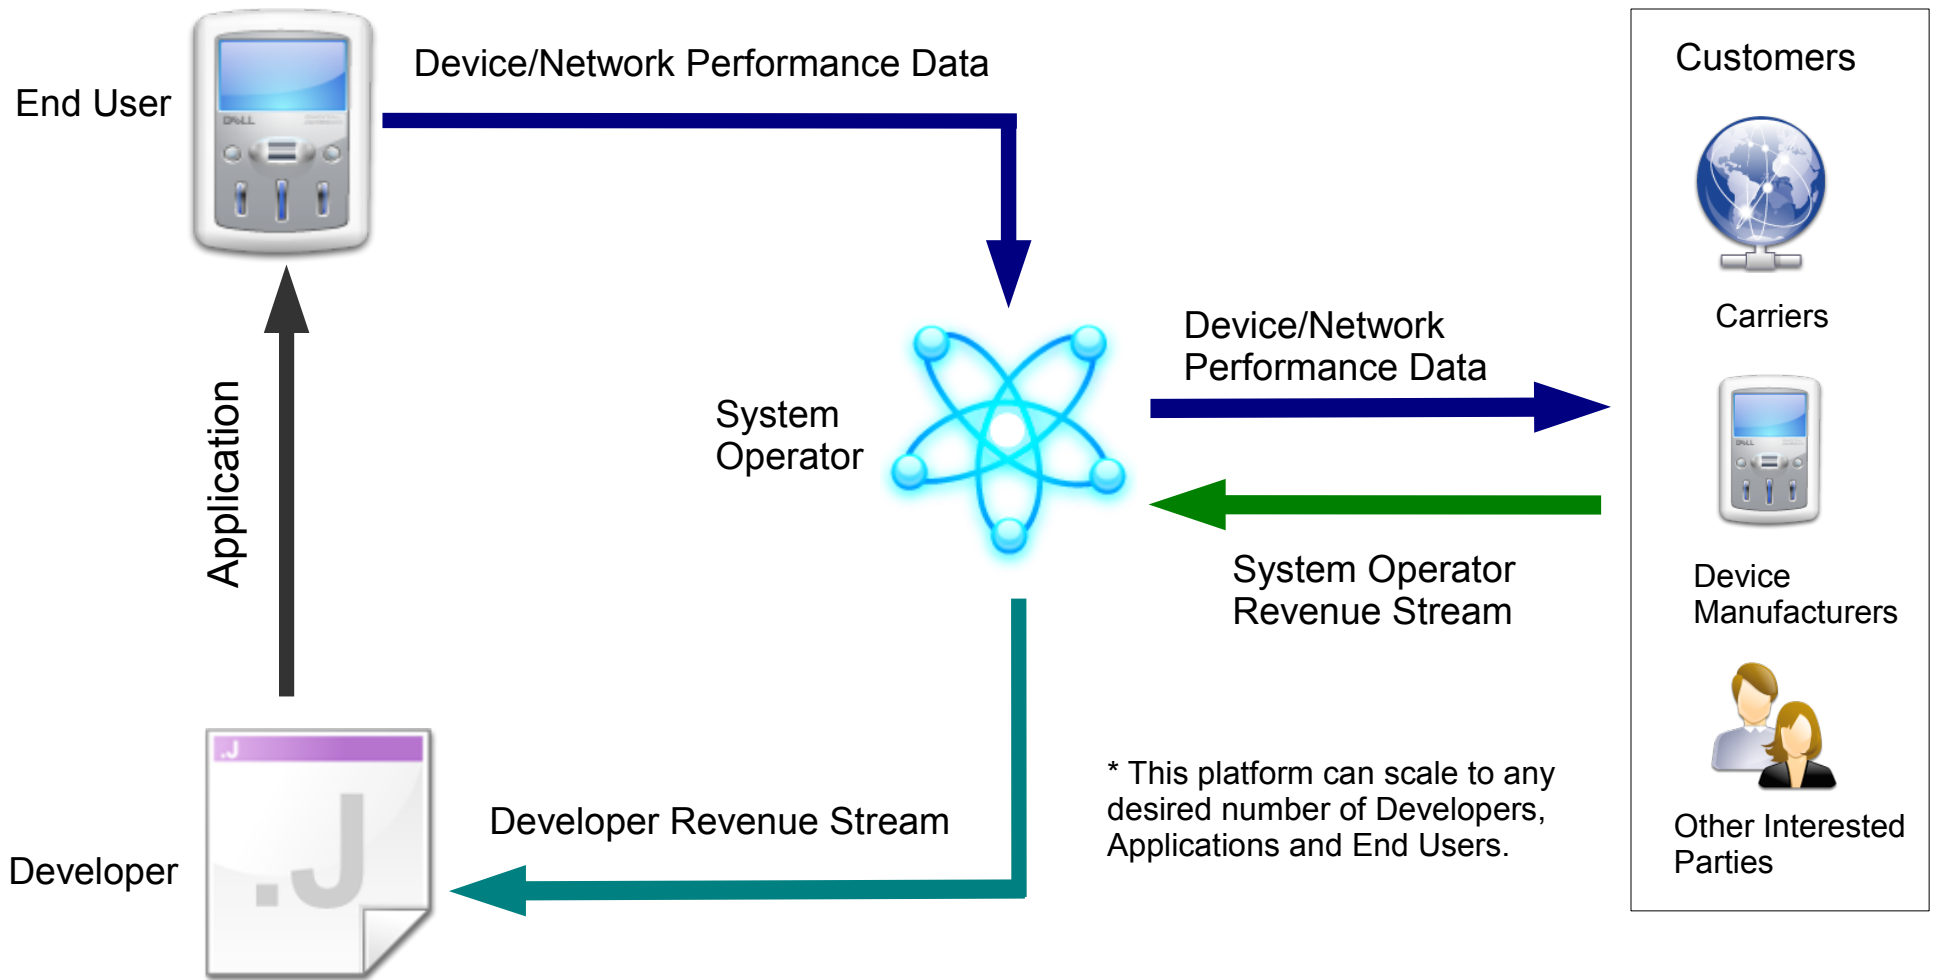 Device/Network Performance Data
End User
DELL
Customers
Carriers
Device/Network
Performance Data
System
Operator
Application
DELL
System Operator
Revenue Stream
Device
Manufacturers
.J
.J
* This platform can scale to any
desired number of Developers,
Applications and End Users.
Developer Revenue Stream
Developer
Other Interested
Parties